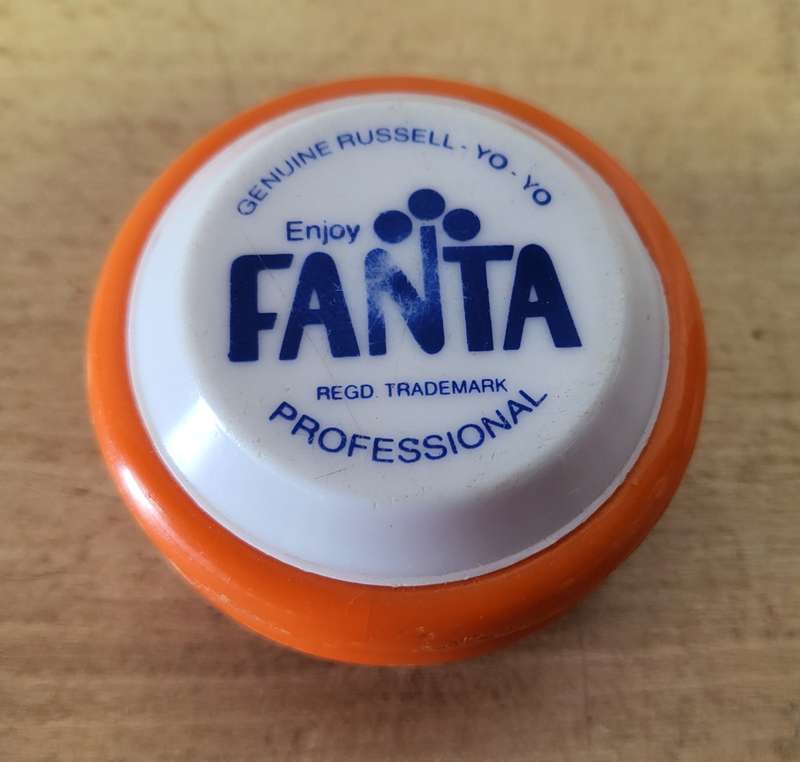 GENUINE RUSSELL - YO - YO
Enjoy
FANTA
REGD. TRADEMARK
PROFESSIONAL